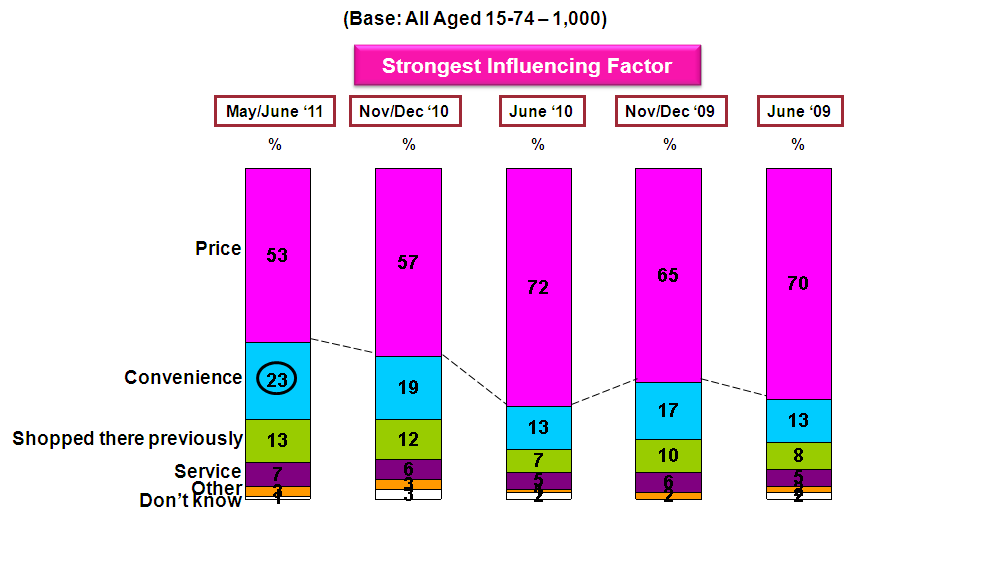 (Base: All Aged 15-74 – 1,000)
Strongest Influencing Factor
May/June ‘11 Nov/Dec ‘10 June ‘10 Nov/Dec ‘09 June ‘09
% % % % %
Price 53 57 72 65 70
Convenience 23 19 13 17 13
Shopped there previously 13 12 7 10 8
Service 7 6 5 6 5
Other 3 3 2
Don’t know 1 3 2 2